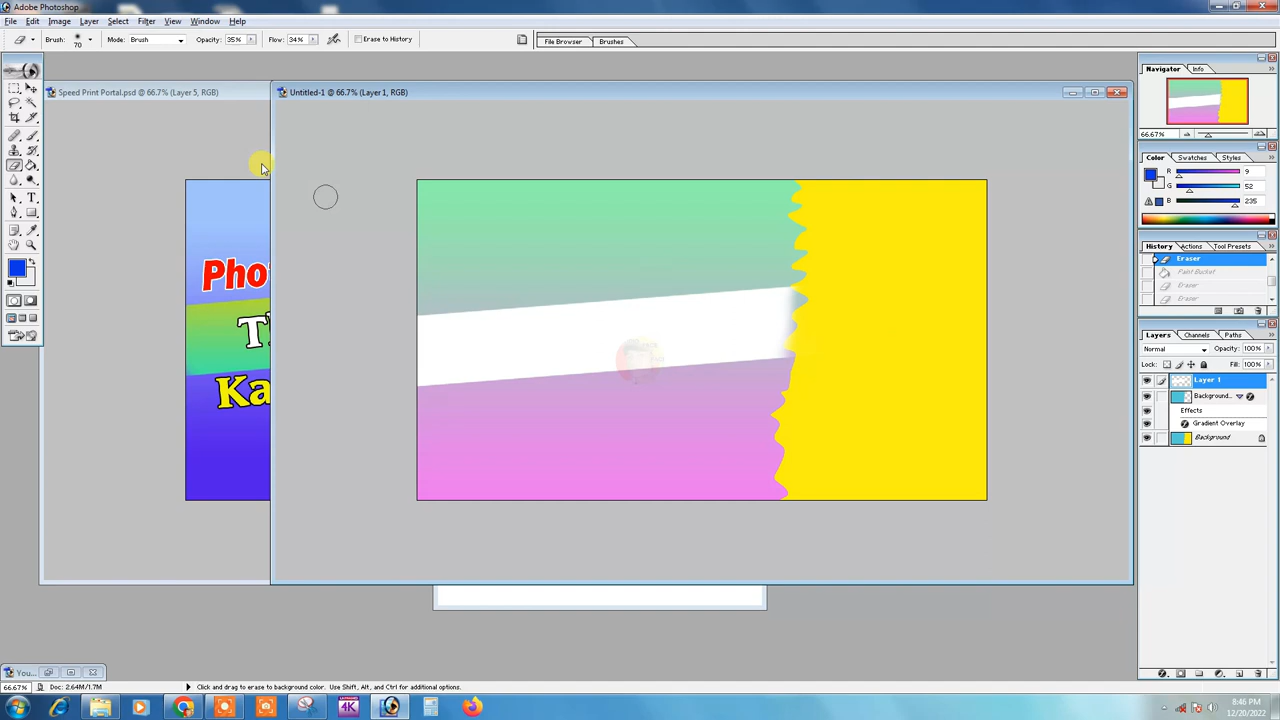 Adobe Photoshop
File Edit Image Layer Select Filter View Window Help
Brush: 70 Mode: Brush Opacity: 35% Flow: 34% Erase to History File Browser Brushes
Speed Print Portal.psd @ 66.7% (Layer 5, RGB)
Untitled-1 @ 66.7% (Layer 1, RGB)
Navigator Info
66.67%
Color Swatches Styles
R 9
G 52
B 235
History Actions Tool Presets
Eraser
Paint Bucket
Eraser
Eraser
Layers Channels Paths
Normal Opacity: 100%
Lock: Fill: 100%
Layer 1
Background...
Effects
Gradient Overlay
Background
Pho
T
Ka
You...
66.67% Doc: 2.64M/1.7M Click and drag to erase to background color. Use Shift, Alt, and Ctrl for additional options.
4K
8:46 PM
12/20/2022